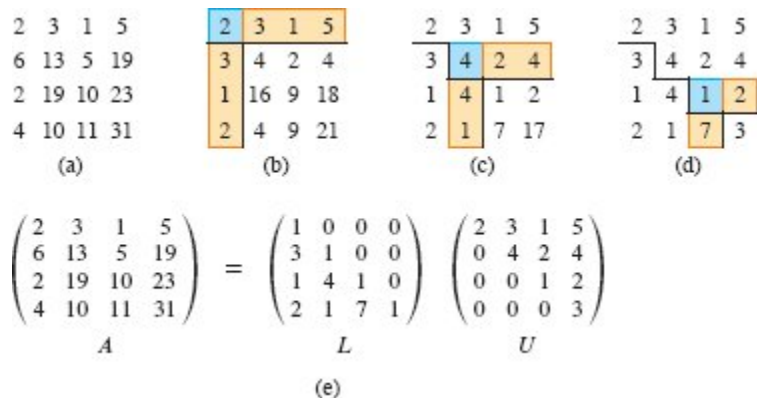 2 3 1 5
6 13 5 19
2 19 10 23
4 10 11 31
(a)
2 3 1 5
3 4 2 4
1 16 9 18
2 4 9 21
(b)
2 3 1 5
3 4 2 4
1 4 1 2
2 1 7 17
(c)
2 3 1 5
3 4 2 4
1 4 1 2
2 1 7 3
(d)
( 2 3 1 5 ) ( 1 0 0 0 ) ( 2 3 1 5 )
( 6 13 5 19 ) = ( 3 1 0 0 ) ( 0 4 2 4 )
( 2 19 10 23 ) ( 1 4 1 0 ) ( 0 0 1 2 )
( 4 10 11 31 ) ( 2 1 7 1 ) ( 0 0 0 3 )
A L U
(e)